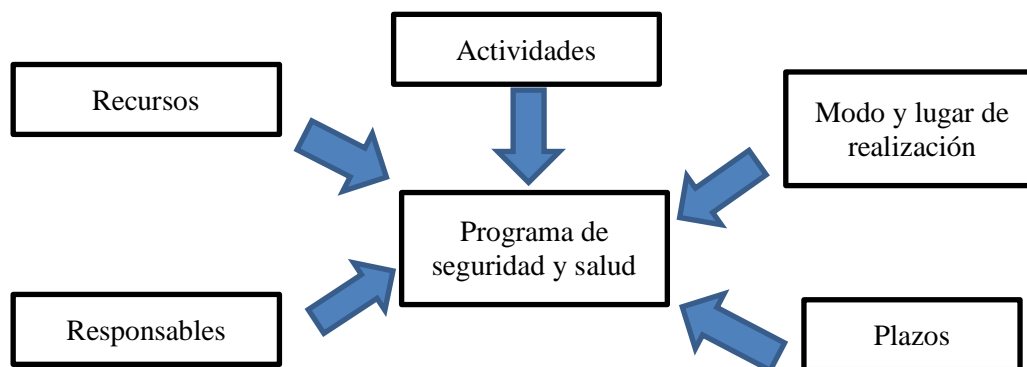 Actividades
Recursos
Modo y lugar de
realización
Programa de
seguridad y salud
Responsables
Plazos